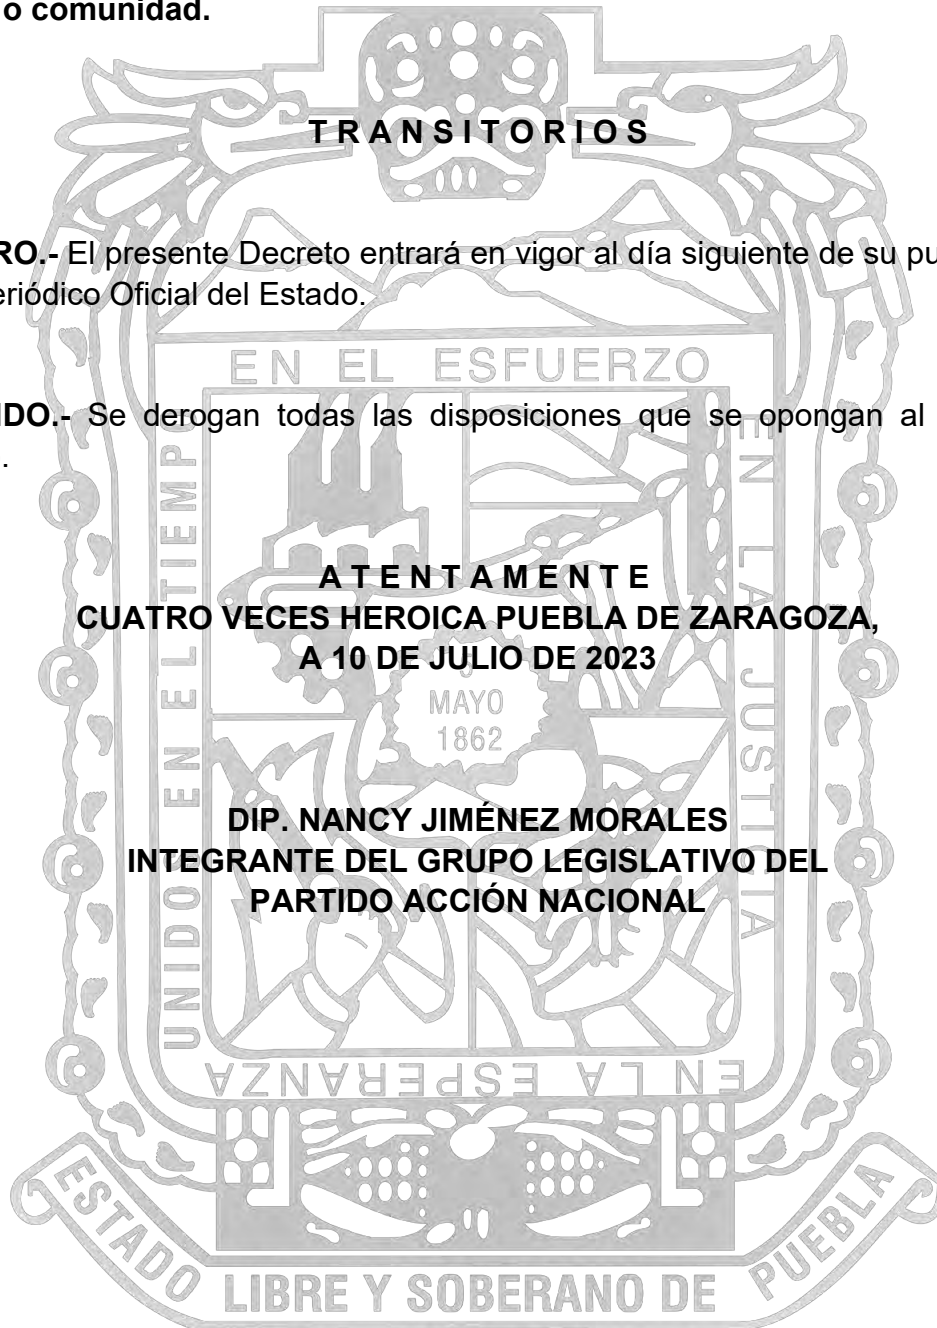 o comunidad.
T R A N S I T O R I O S
RO.- El presente Decreto entrará en vigor al día siguiente de su pu
eriódico Oficial del Estado.
NDO.- Se derogan todas las disposiciones que se opongan al
.
A T E N T A M E N T E
CUATRO VECES HEROICA PUEBLA DE ZARAGOZA,
A 10 DE JULIO DE 2023
DIP. NANCY JIMÉNEZ MORALES
INTEGRANTE DEL GRUPO LEGISLATIVO DEL
PARTIDO ACCIÓN NACIONAL
UNIDO EN EL TIEMPO
EN EL ESFUERZO
EN LA JUSTICIA
EN LA ESPERANZA
5
MAYO
1862
ESTADO LIBRE Y SOBERANO DE PUEBLA